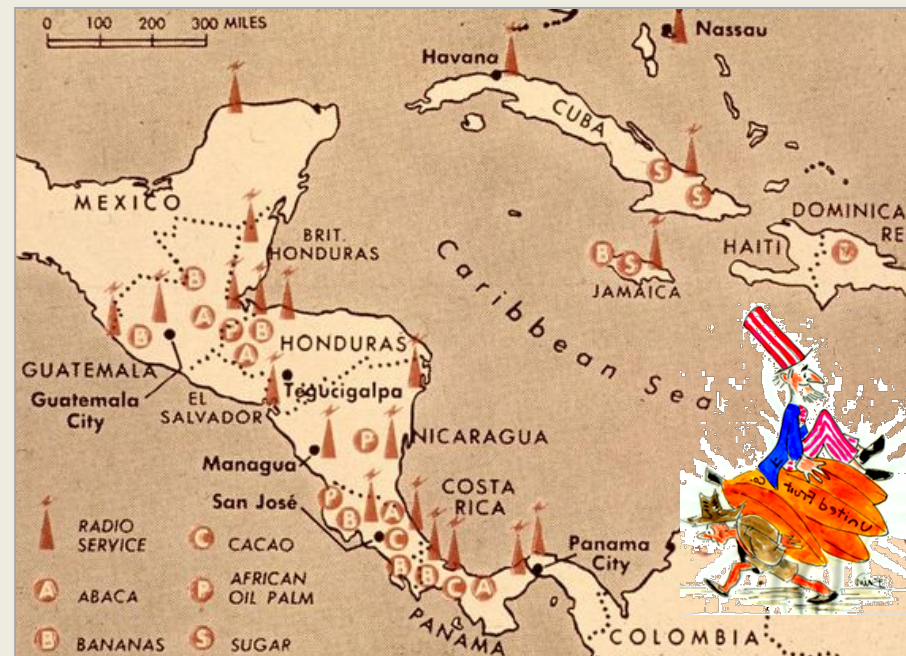 0 100 200 300 MILES
Nassau
Havana
CUBA
S
S
MEXICO
BRIT.
HONDURAS
Caribbean Sea
B
S
JAMAICA
HAITI
DOMINICA
RE
B
B
A
P
B
A
GUATEMALA
Guatemala
City
EL
SALVADOR
HONDURAS
Tegucigalpa
P
NICARAGUA
Managua
San José
COSTA
RICA
P
B
A
C
B
B
C
A
Panama
City
PANAMA
COLOMBIA
RADIO
SERVICE
A ABACA
B BANANAS
C CACAO
P AFRICAN
OIL PALM
S SUGAR